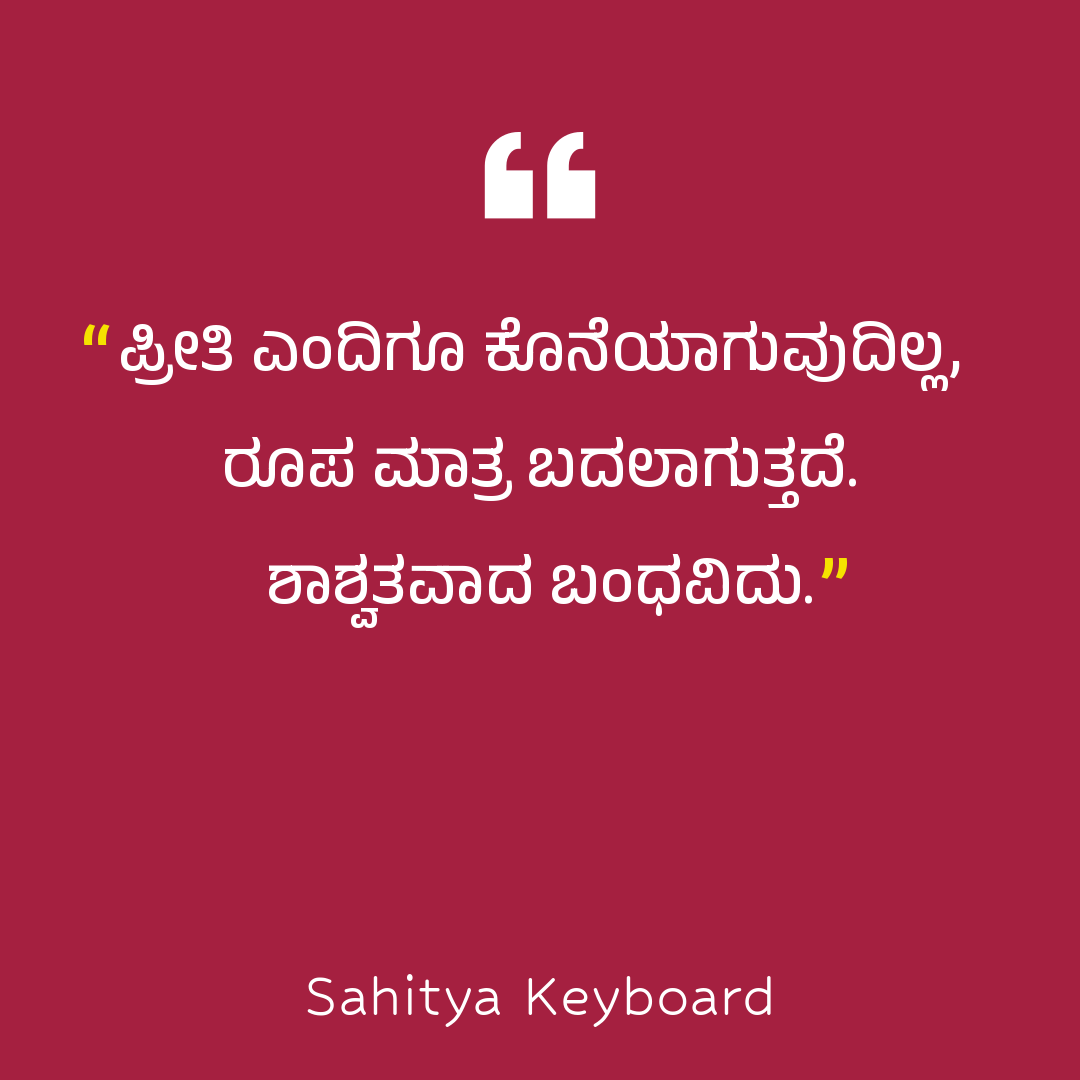 “
“ಪ್ರೀತಿ ಎಂದಿಗೂ ಕೊನೆಯಾಗುವುದಿಲ್ಲ,
ರೂಪ ಮಾತ್ರ ಬದಲಾಗುತ್ತದೆ.
ಶಾಶ್ವತವಾದ ಬಂಧವಿದು.”
Sahitya Keyboard